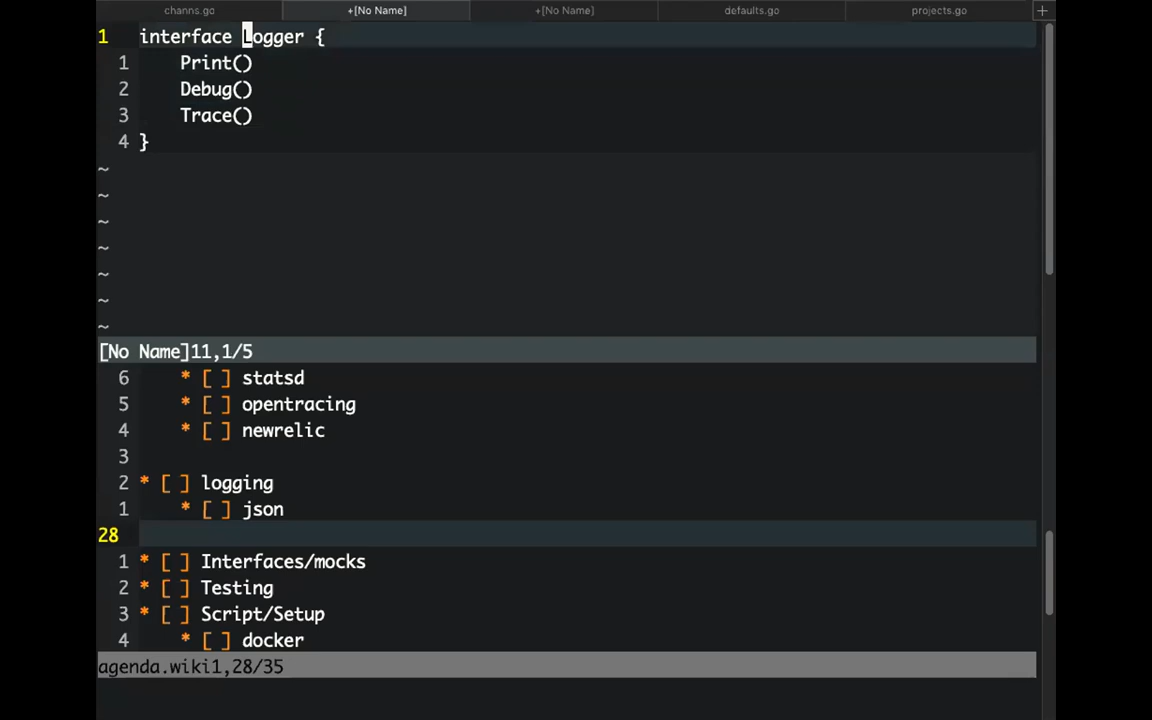 channs.go +[No Name] +[No Name] defaults.go projects.go +
1 interface Logger {
1 Print()
2 Debug()
3 Trace()
4 }
~
~
~
~
~
~
~
[No Name]11,1/5
6 * [ ] statsd
5 * [ ] opentracing
4 * [ ] newrelic
3
2 * [ ] logging
1 * [ ] json
28
1 * [ ] Interfaces/mocks
2 * [ ] Testing
3 * [ ] Script/Setup
4 * [ ] docker
agenda.wiki1,28/35